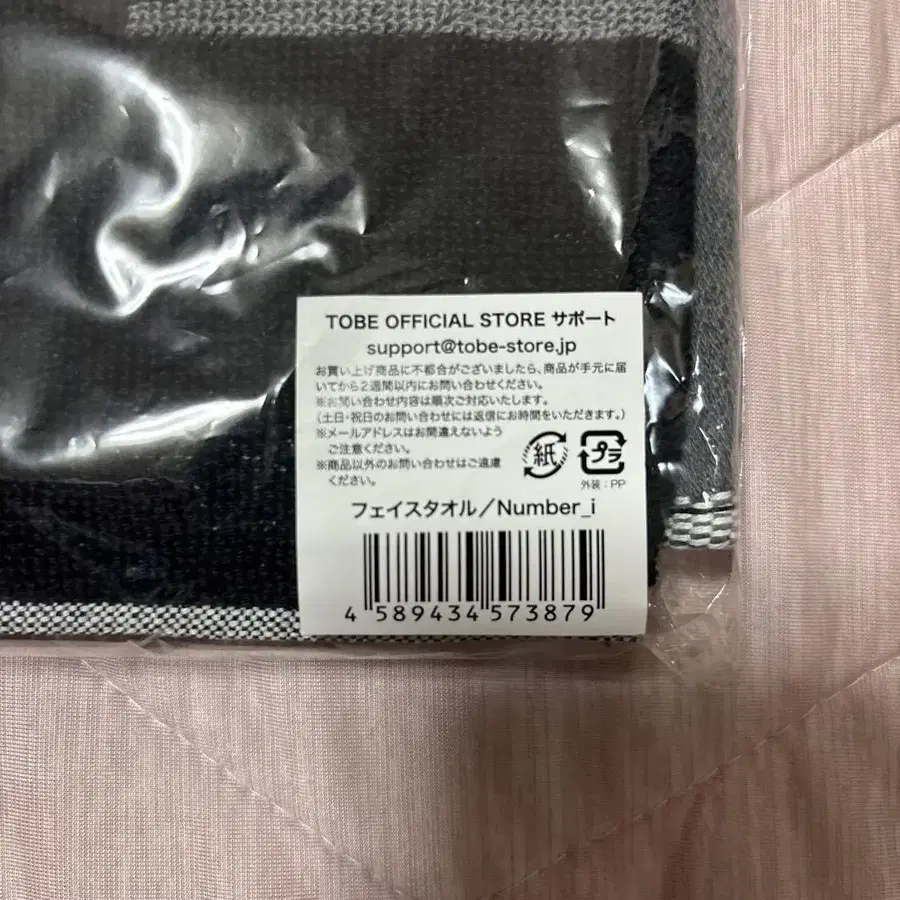 TOBE OFFICIAL STORE サポート
support@tobe-store.jp
お買い上げ商品に不都合がございましたら、商品が手元に届
いてから2週間以内にお問い合わせください。
※お問い合わせ内容は順次ご対応いたします。
(土日・祝日のお問い合わせには返信にお時間をいただきます。)
※メールアドレスはお間違えないよう
ご注意ください。
※商品以外のお問い合わせはご遠慮
ください。
紙
プラ
外装:PP
フェイスタオル/Number_i
4 589434 573879